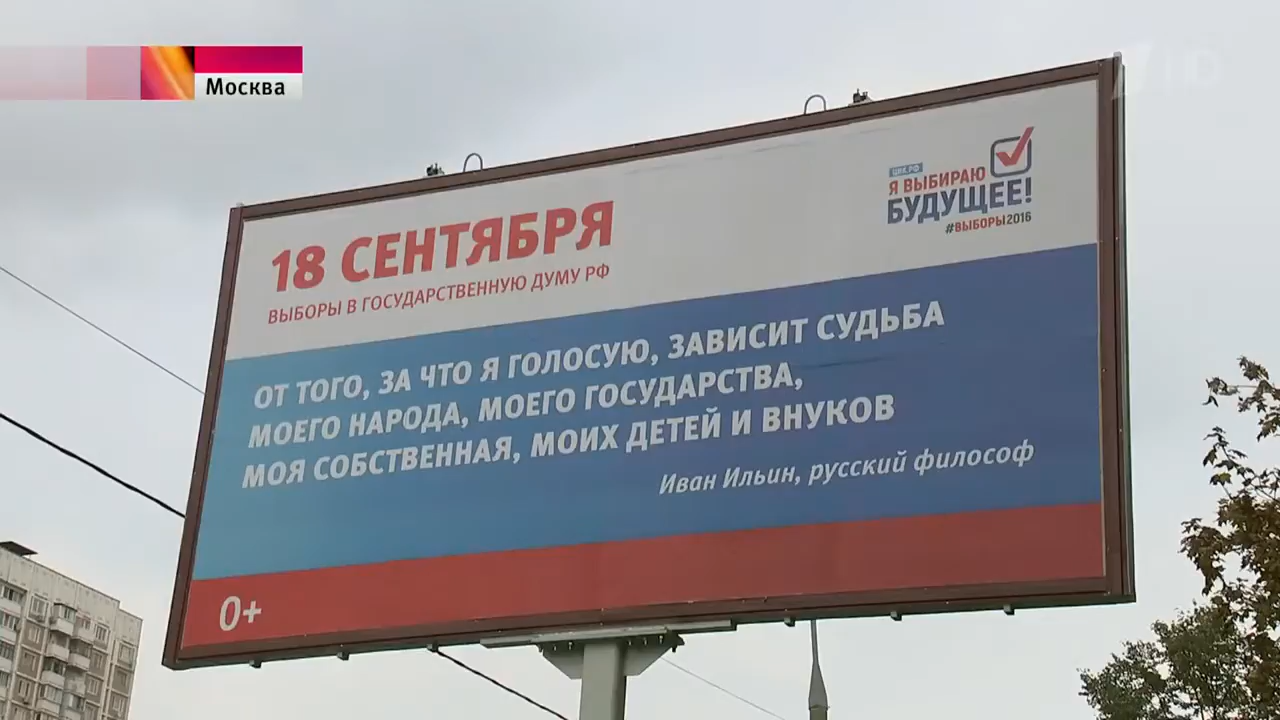 Москва
HD
ЦИК.РФ
Я ВЫБИРАЮ
БУДУЩЕЕ!
#ВЫБОРЫ2016
18 СЕНТЯБРЯ
ВЫБОРЫ В ГОСУДАРСТВЕННУЮ ДУМУ РФ
ОТ ТОГО, ЗА ЧТО Я ГОЛОСУЮ, ЗАВИСИТ СУДЬБА
МОЕГО НАРОДА, МОЕГО ГОСУДАРСТВА,
МОЯ СОБСТВЕННАЯ, МОИХ ДЕТЕЙ И ВНУКОВ
Иван Ильин, русский философ
0+